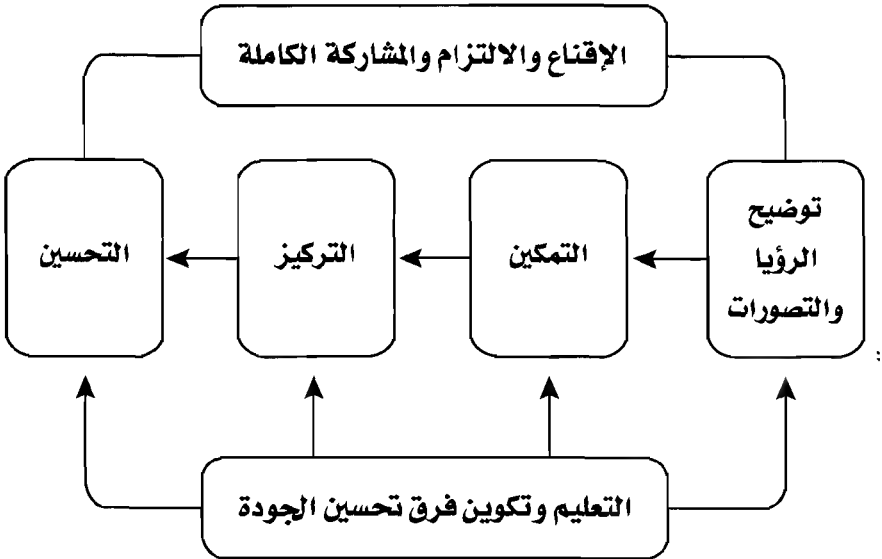 الإقناع والالتزام والمشاركة الكاملة
توضيح
الرؤيا
والتصورات
التمكين
التركيز
التحسين
التعليم وتكوين فرق تحسين الجودة